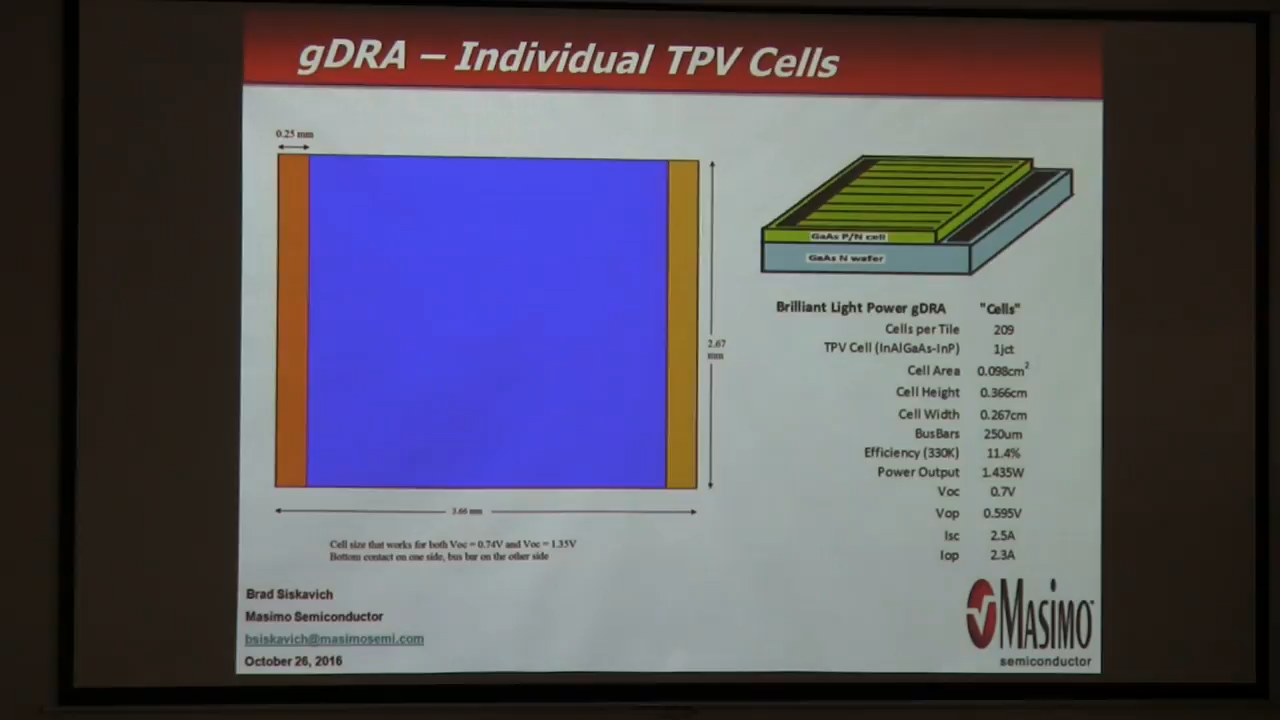 gDRA – Individual TPV Cells
0.25 mm
2.67
mm
3.66 mm
Cell size that works for both Voc = 0.74V and Voc = 1.35V
Bottom contact on one side, bus bar on the other side
GaAs P/N cell
GaAs N wafer
Brilliant Light Power gDRA "Cells"
Cells per Tile 209
TPV Cell (InAlGaAs-InP) 1jct
Cell Area 0.098cm²
Cell Height 0.366cm
Cell Width 0.267cm
BusBars 250um
Efficiency (330K) 11.4%
Power Output 1.435W
Voc 0.7V
Vop 0.595V
Isc 2.5A
Iop 2.3A
Brad Siskavich
Masimo Semiconductor
bsiskavich@masimosemi.com
October 26, 2016
MASIMO
semiconductor